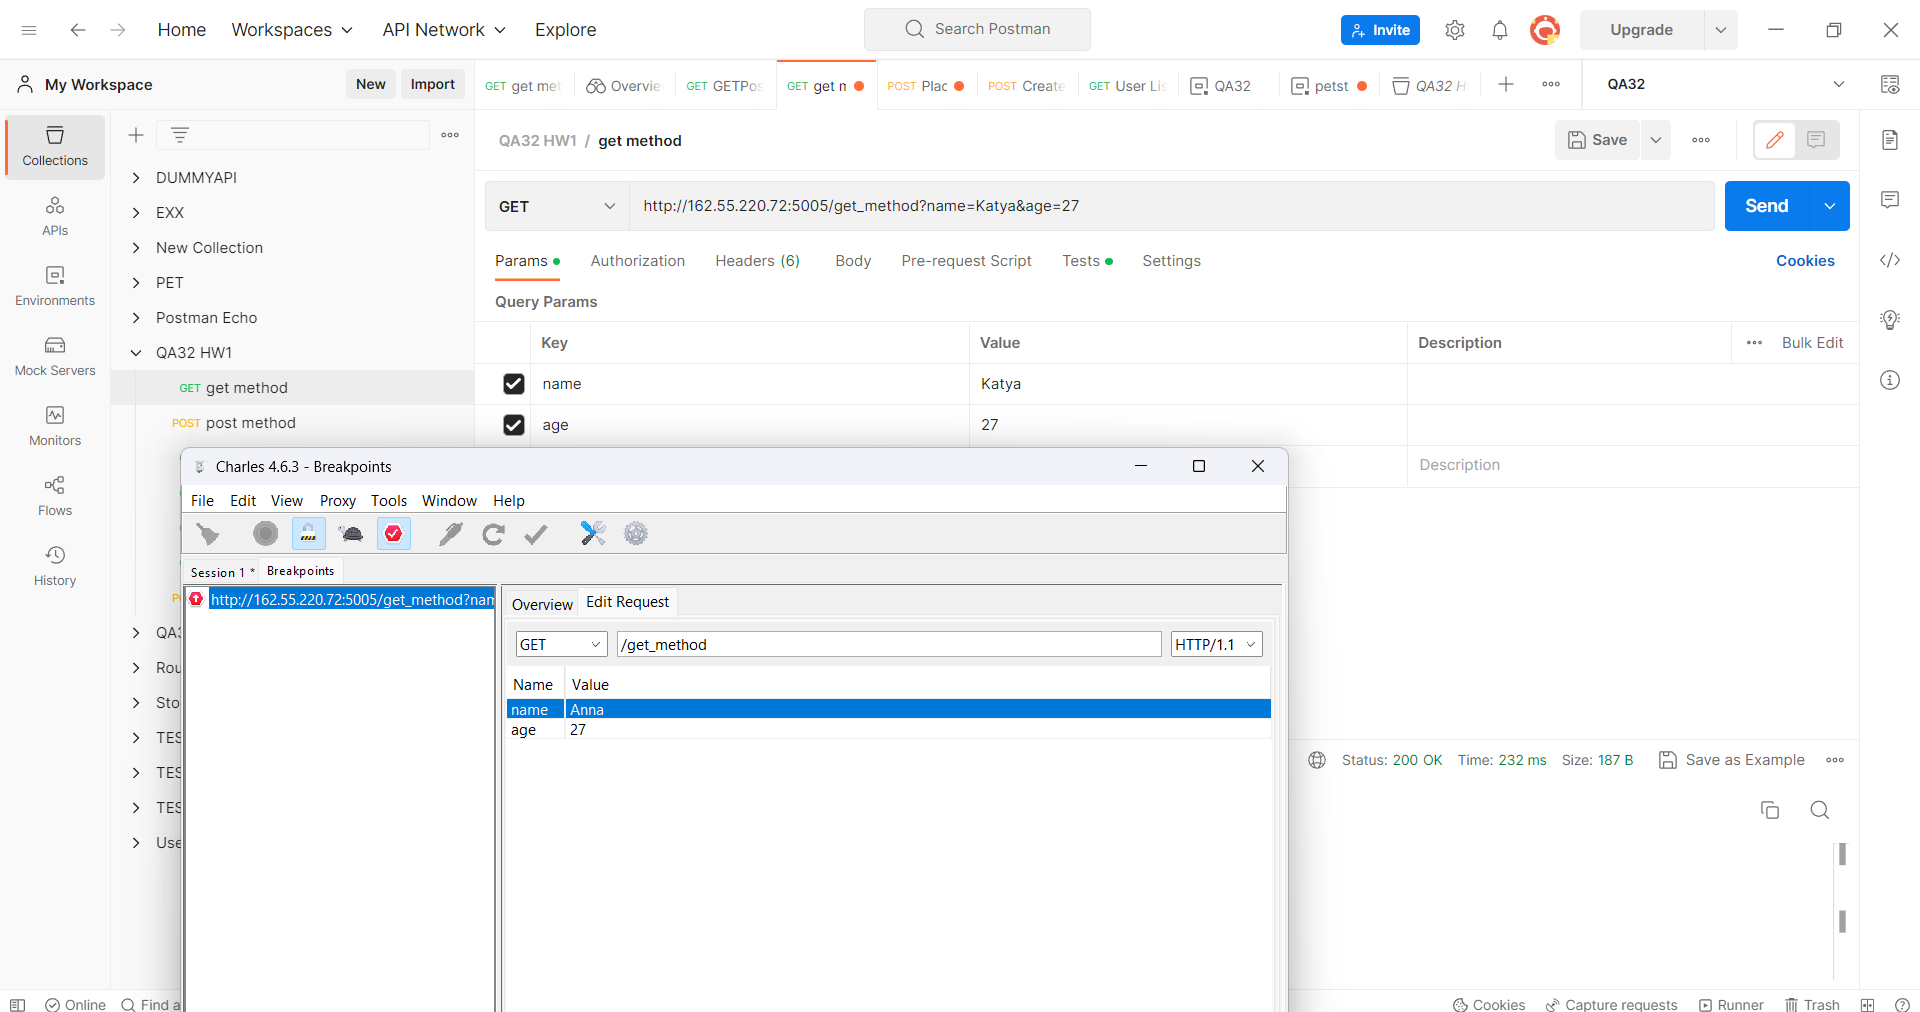 Home Workspaces API Network Explore Search Postman Invite Upgrade
My Workspace New Import GET get met Overvie GET GETPos GET get n POST Plac POST Create GET User Lis QA32 petst QA32 H QA32
Collections
APIs
Environments
Mock Servers
Monitors
Flows
History
DUMMYAPI
EXX
New Collection
PET
Postman Echo
QA32 HW1
GET get method
POST post method
QA3
Rou
Sto
TES
TES
TES
Use
QA32 HW1 / get method Save
GET http://162.55.220.72:5005/get_method?name=Katya&age=27 Send
Params Authorization Headers (6) Body Pre-request Script Tests Settings Cookies
Query Params
Key Value Description Bulk Edit
name Katya
age 27
Description
Charles 4.6.3 - Breakpoints
File Edit View Proxy Tools Window Help
Session 1 * Breakpoints
http://162.55.220.72:5005/get_method?nam
Overview Edit Request
GET /get_method HTTP/1.1
Name Value
name Anna
age 27
Status: 200 OK Time: 232 ms Size: 187 B Save as Example
Online Find a Cookies Capture requests Runner Trash